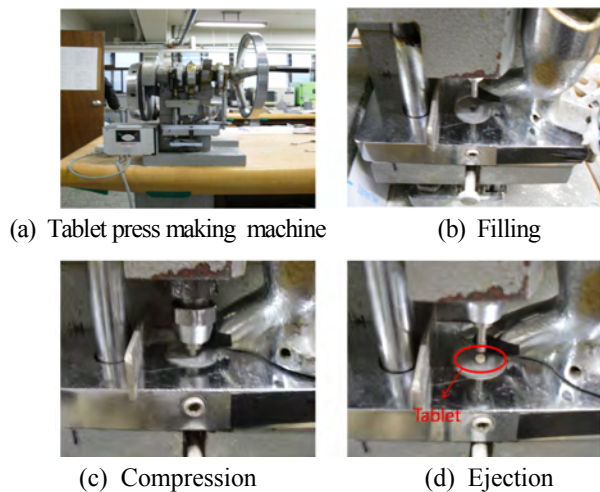 (a) Tablet press making machine
(b) Filling
Tablet
(c) Compression
(d) Ejection